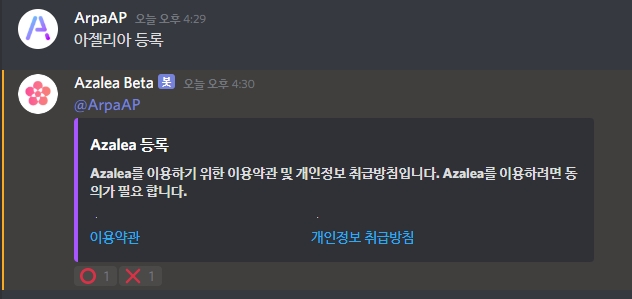 ArpaAP 오늘 오후 4:29
아젤리아 등록
Azalea Beta 봇 오늘 오후 4:30
@ArpaAP
Azalea 등록
Azalea를 이용하기 위한 이용약관 및 개인정보 취급방침입니다. Azalea를 이용하려면 동
의가 필요 합니다.
. .
이용약관 개인정보 취급방침
1 1